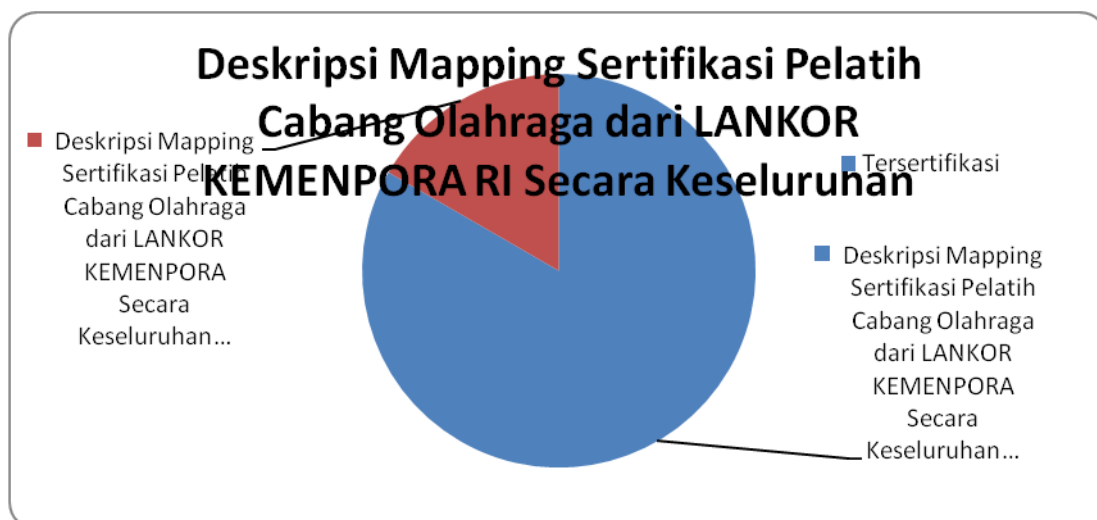 Deskripsi Mapping Sertifikasi Pelatih
Cabang Olahraga dari LANKOR
KEMENPORA RI Secara Keseluruhan
Deskripsi Mapping
Sertifikasi Pelatih
Cabang Olahraga
dari LANKOR
KEMENPORA
Secara
Keseluruhan...
Tersertifikasi
Deskripsi Mapping
Sertifikasi Pelatih
Cabang Olahraga
dari LANKOR
KEMENPORA
Secara
Keseluruhan...